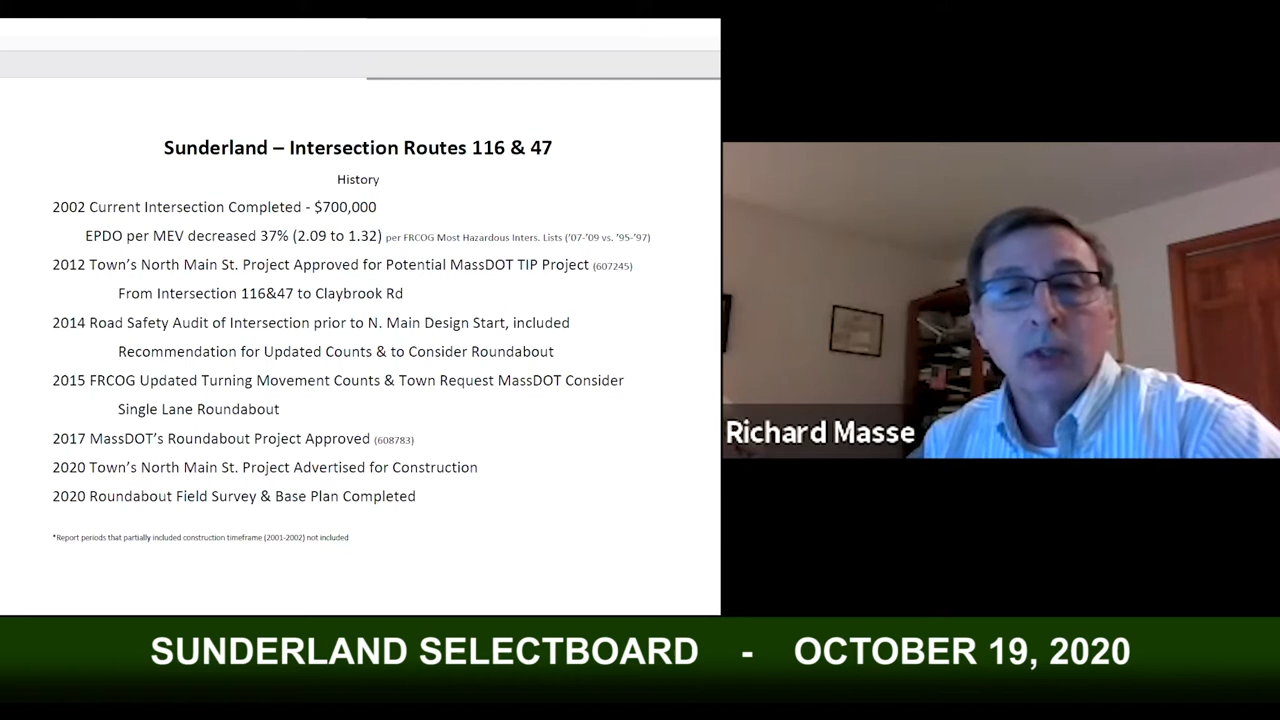 Sunderland – Intersection Routes 116 & 47
History
2002 Current Intersection Completed - $700,000
EPDO per MEV decreased 37% (2.09 to 1.32) per FRCOG Most Hazardous Inters. Lists ('07-'09 vs. '95-'97)
2012 Town's North Main St. Project Approved for Potential MassDOT TIP Project (607245)
From Intersection 116&47 to Claybrook Rd
2014 Road Safety Audit of Intersection prior to N. Main Design Start, included
Recommendation for Updated Counts & to Consider Roundabout
2015 FRCOG Updated Turning Movement Counts & Town Request MassDOT Consider
Single Lane Roundabout
2017 MassDOT's Roundabout Project Approved (608783)
2020 Town's North Main St. Project Advertised for Construction
2020 Roundabout Field Survey & Base Plan Completed
*Report periods that partially included construction timeframe (2001-2002) not included
Richard Masse
SUNDERLAND SELECTBOARD - OCTOBER 19, 2020